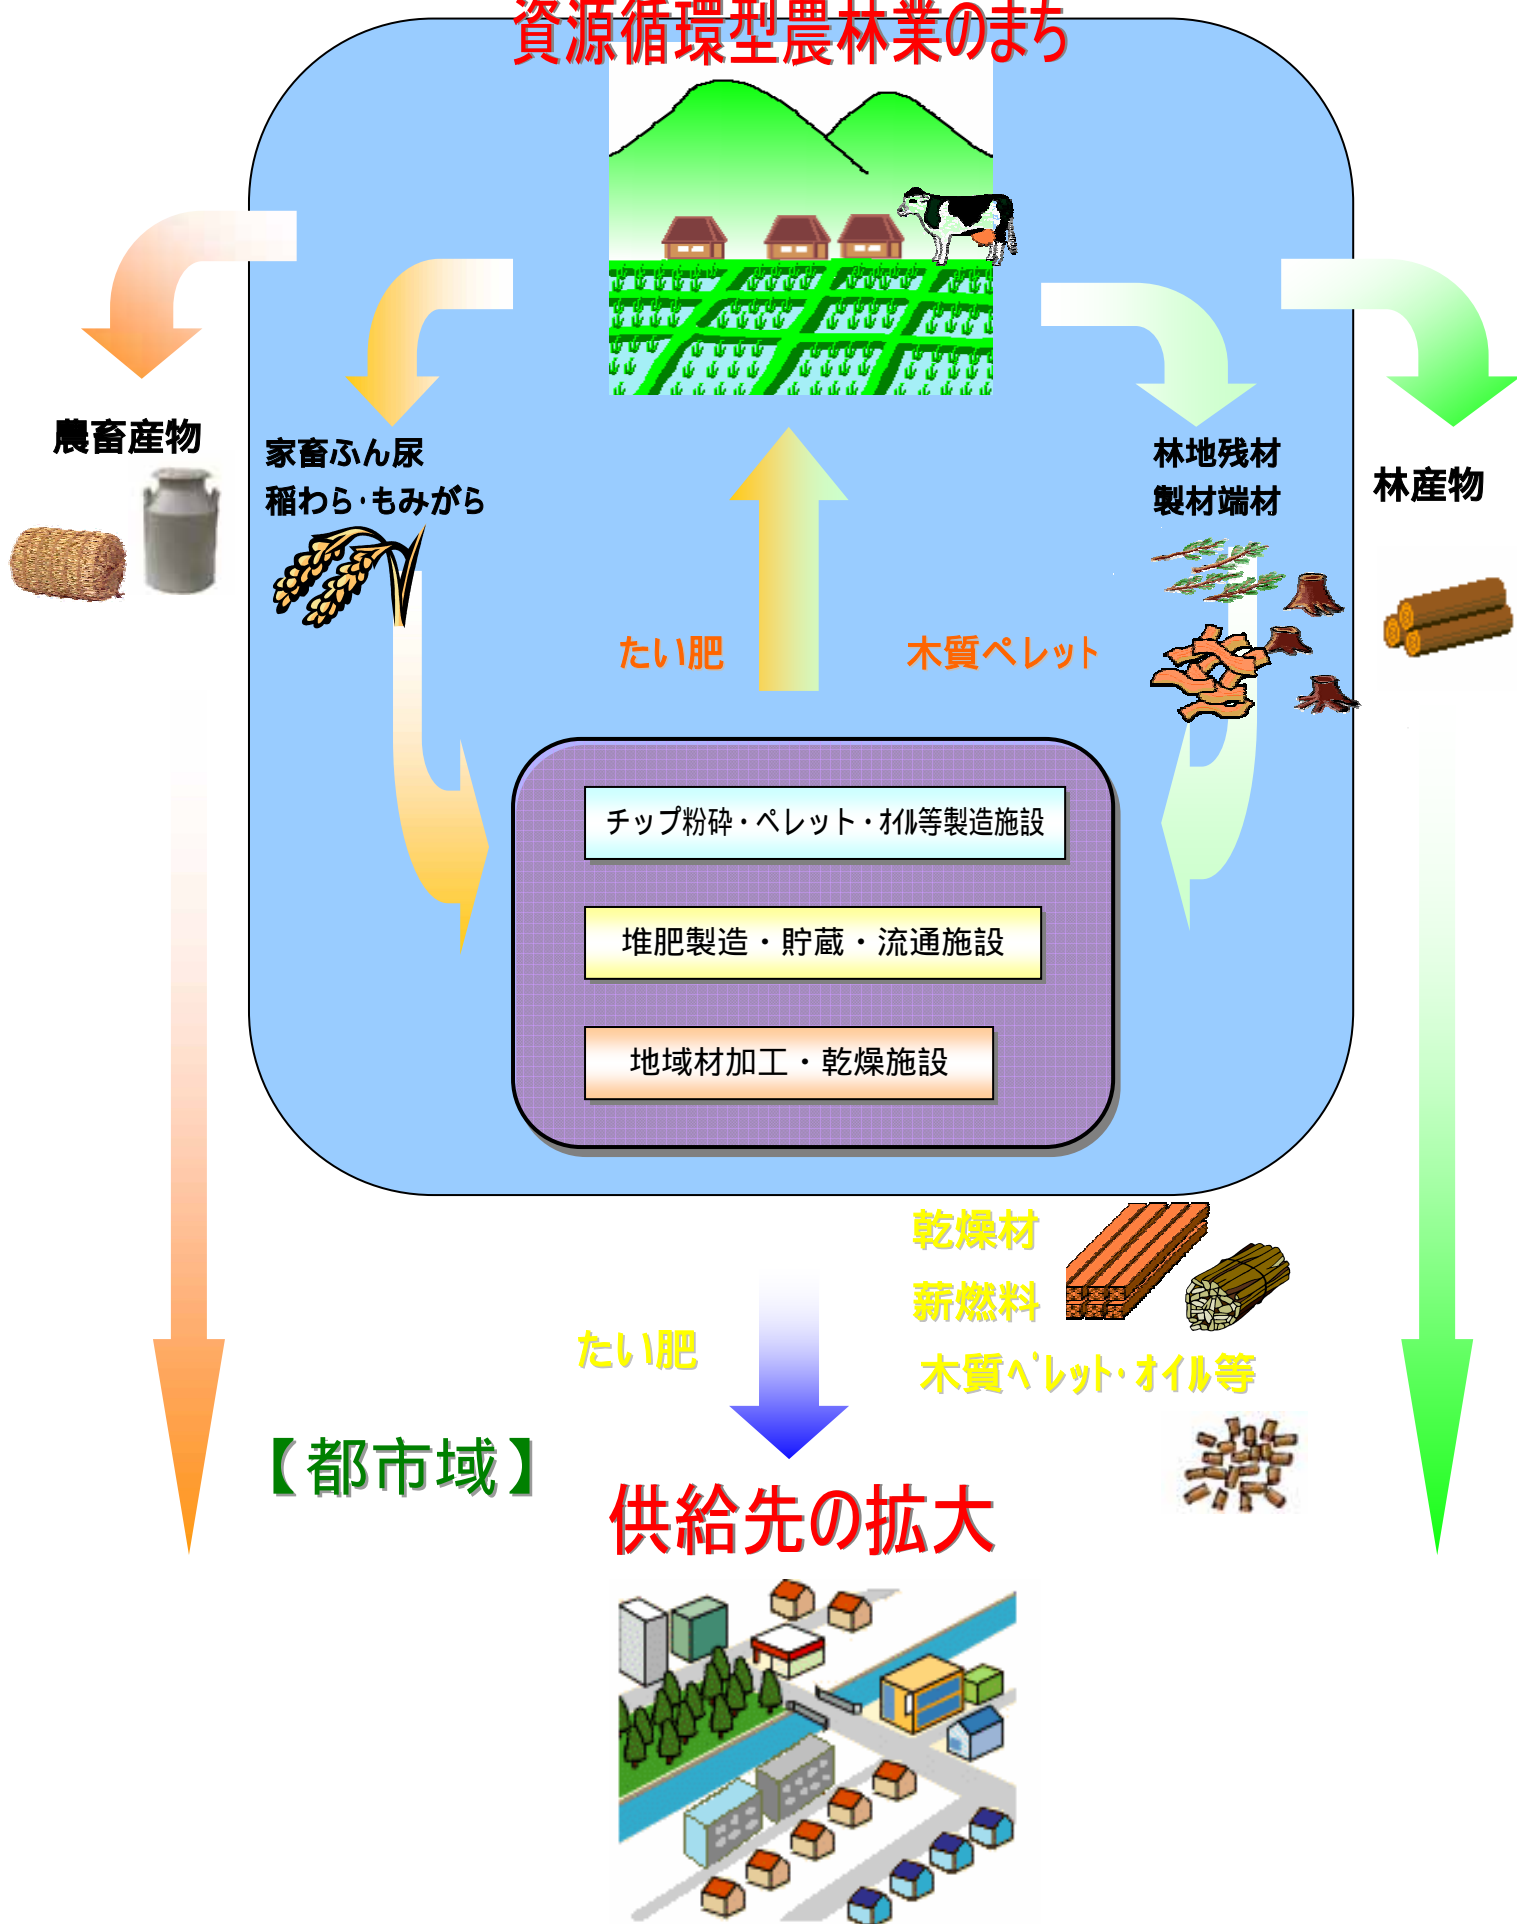 資源循環型農林業のまち
農畜産物
家畜ふん尿
稲わら・もみがら
林地残材
製材端材
林産物
たい肥
木質ペレット
チップ粉砕・ペレット・オイル等製造施設
堆肥製造・貯蔵・流通施設
地域材加工・乾燥施設
乾燥材
薪燃料
たい肥
木質ペレット・オイル等
【都市域】
供給先の拡大